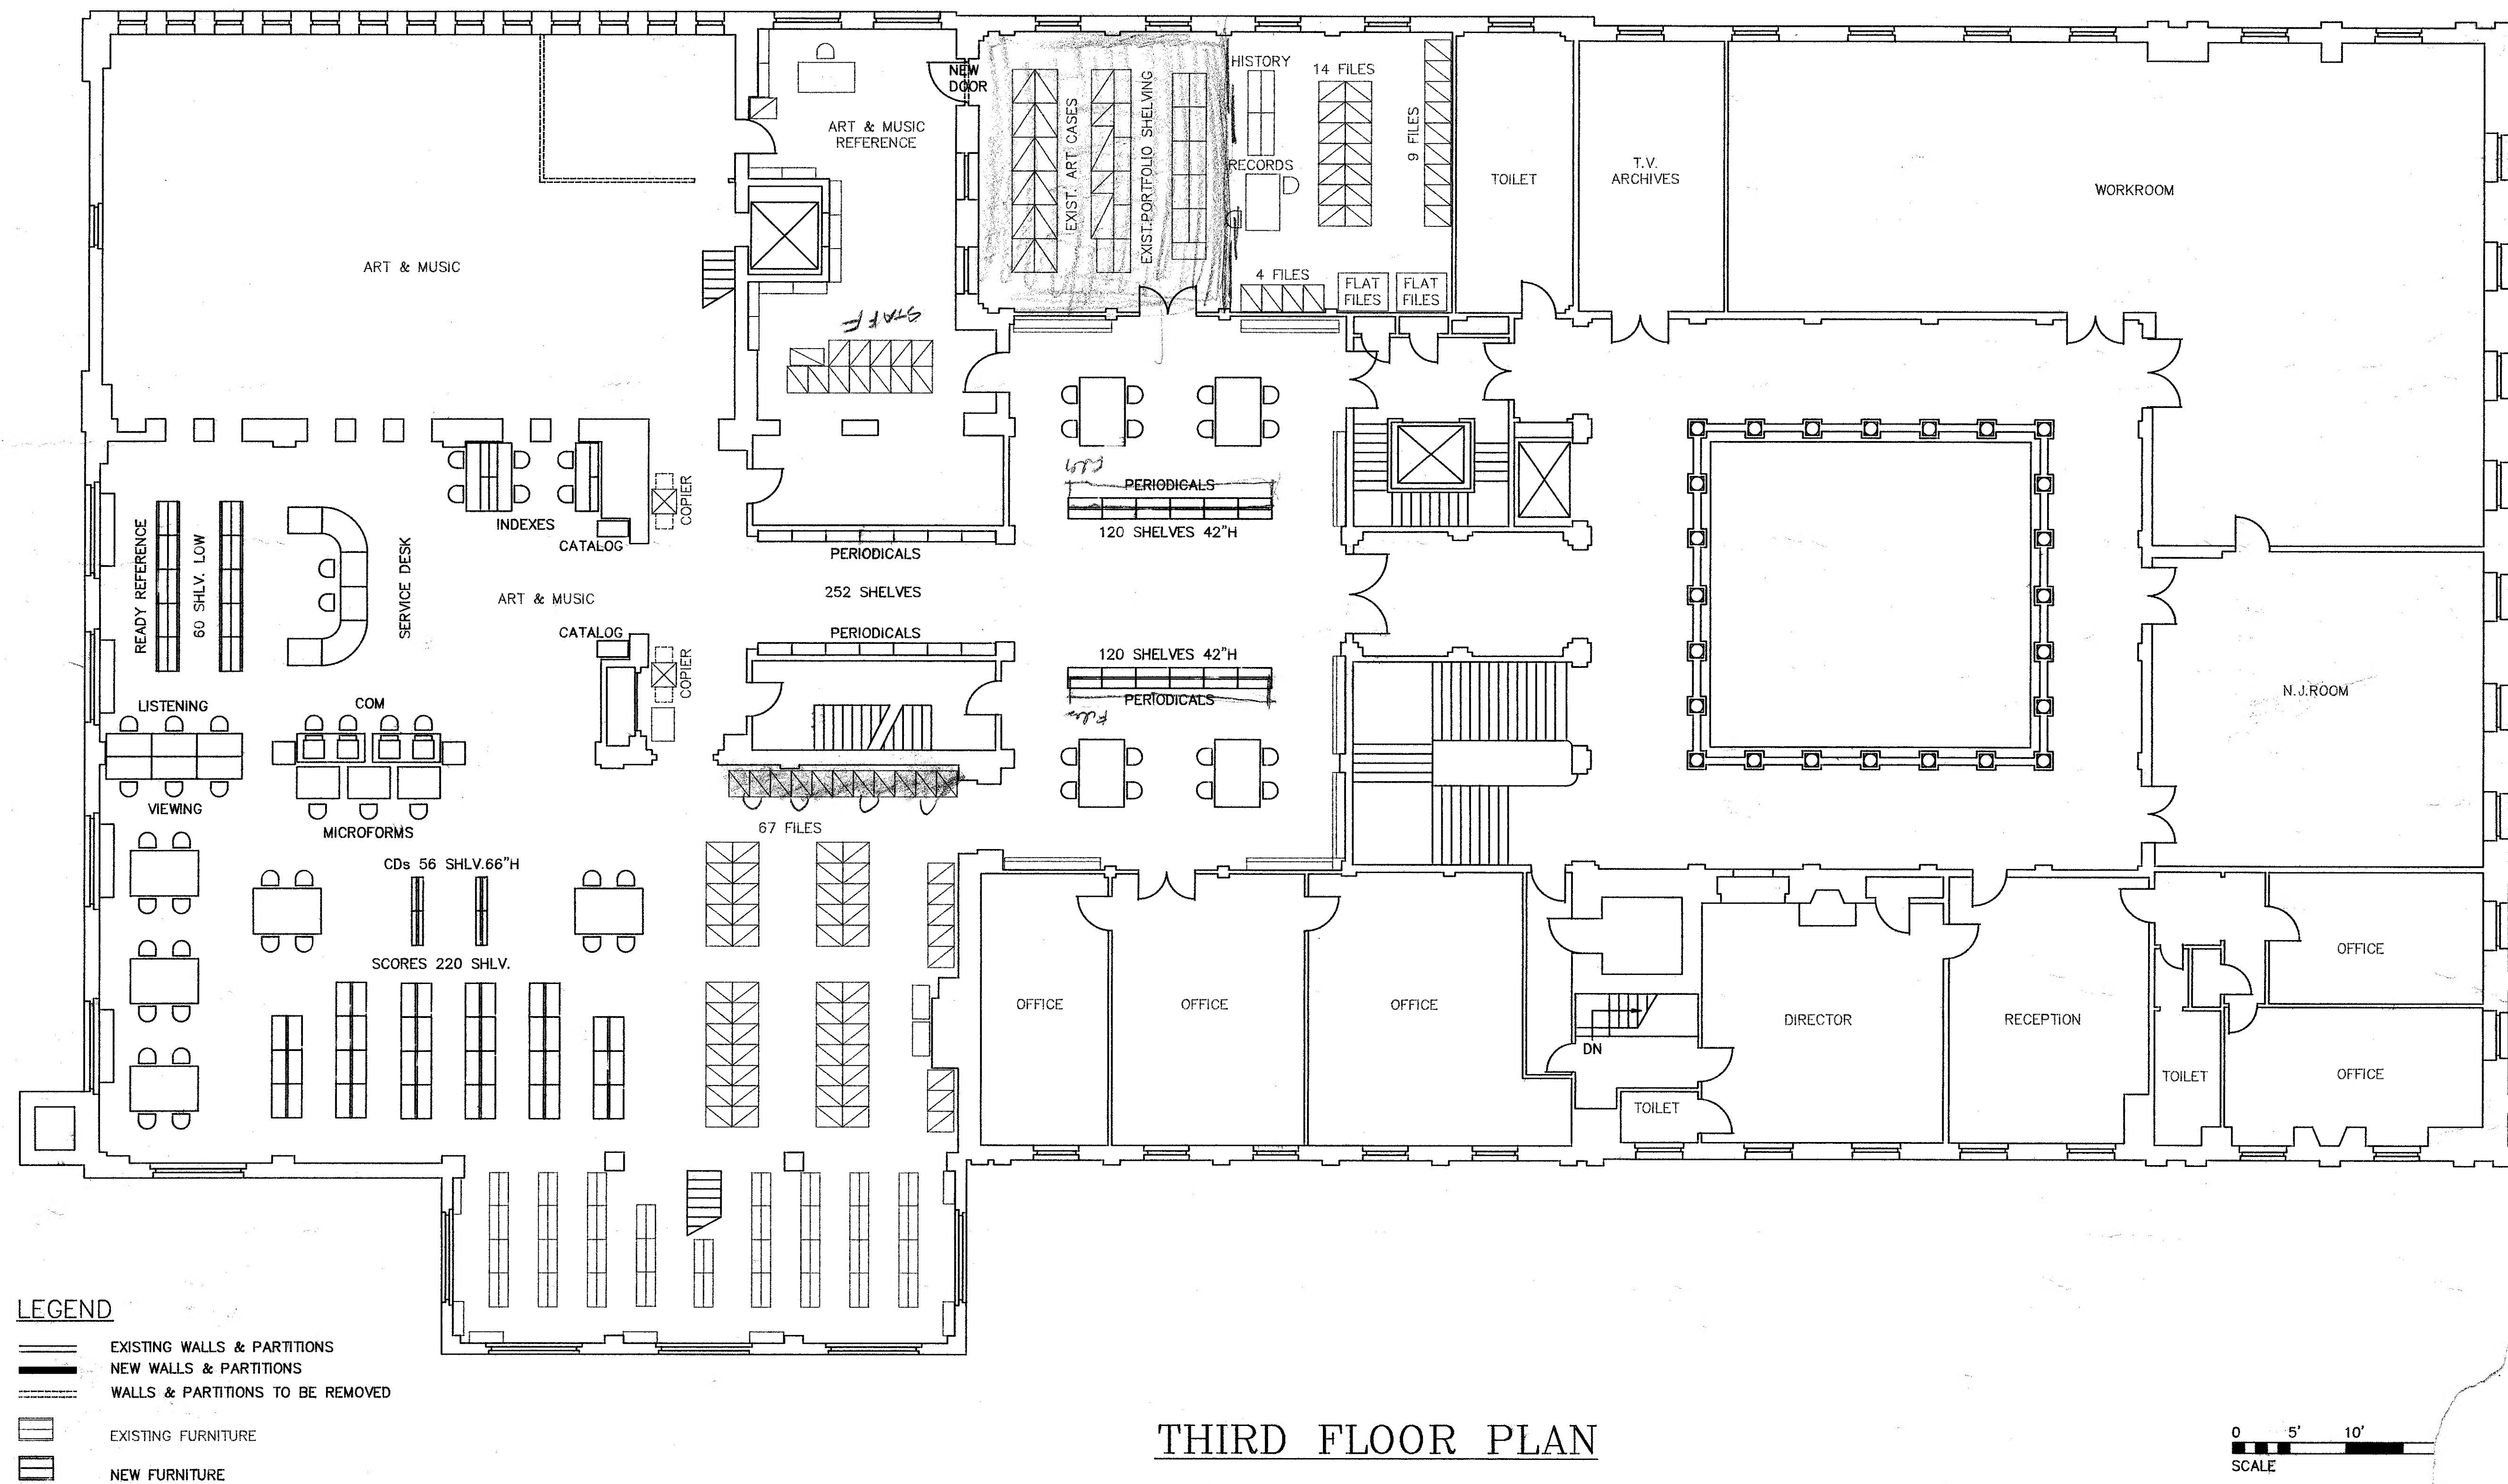 NEW
DOOR
ART & MUSIC
REFERENCE
EXIST. ART CASES
EXIST. PORTFOLIO SHELVING
HISTORY
RECORDS
14 FILES
9 FILES
4 FILES
FLAT
FILES
FLAT
FILES
TOILET
T.V.
ARCHIVES
WORKROOM
ART & MUSIC
STAFF
READY REFERENCE
60 SHLV. LOW
SERVICE DESK
INDEXES
CATALOG
COPIER
ART & MUSIC
CATALOG
COPIER
PERIODICALS
252 SHELVES
PERIODICALS
Files
PERIODICALS
120 SHELVES 42"H
120 SHELVES 42"H
PERIODICALS
Files
N.J.ROOM
LISTENING
VIEWING
COM
MICROFORMS
67 FILES
CDs 56 SHLV.66"H
SCORES 220 SHLV.
OFFICE
OFFICE
OFFICE
DN
TOILET
DIRECTOR
RECEPTION
TOILET
OFFICE
OFFICE
LEGEND
EXISTING WALLS & PARTITIONS
NEW WALLS & PARTITIONS
WALLS & PARTITIONS TO BE REMOVED
EXISTING FURNITURE
NEW FURNITURE
THIRD FLOOR PLAN
0 5' 10'
SCALE